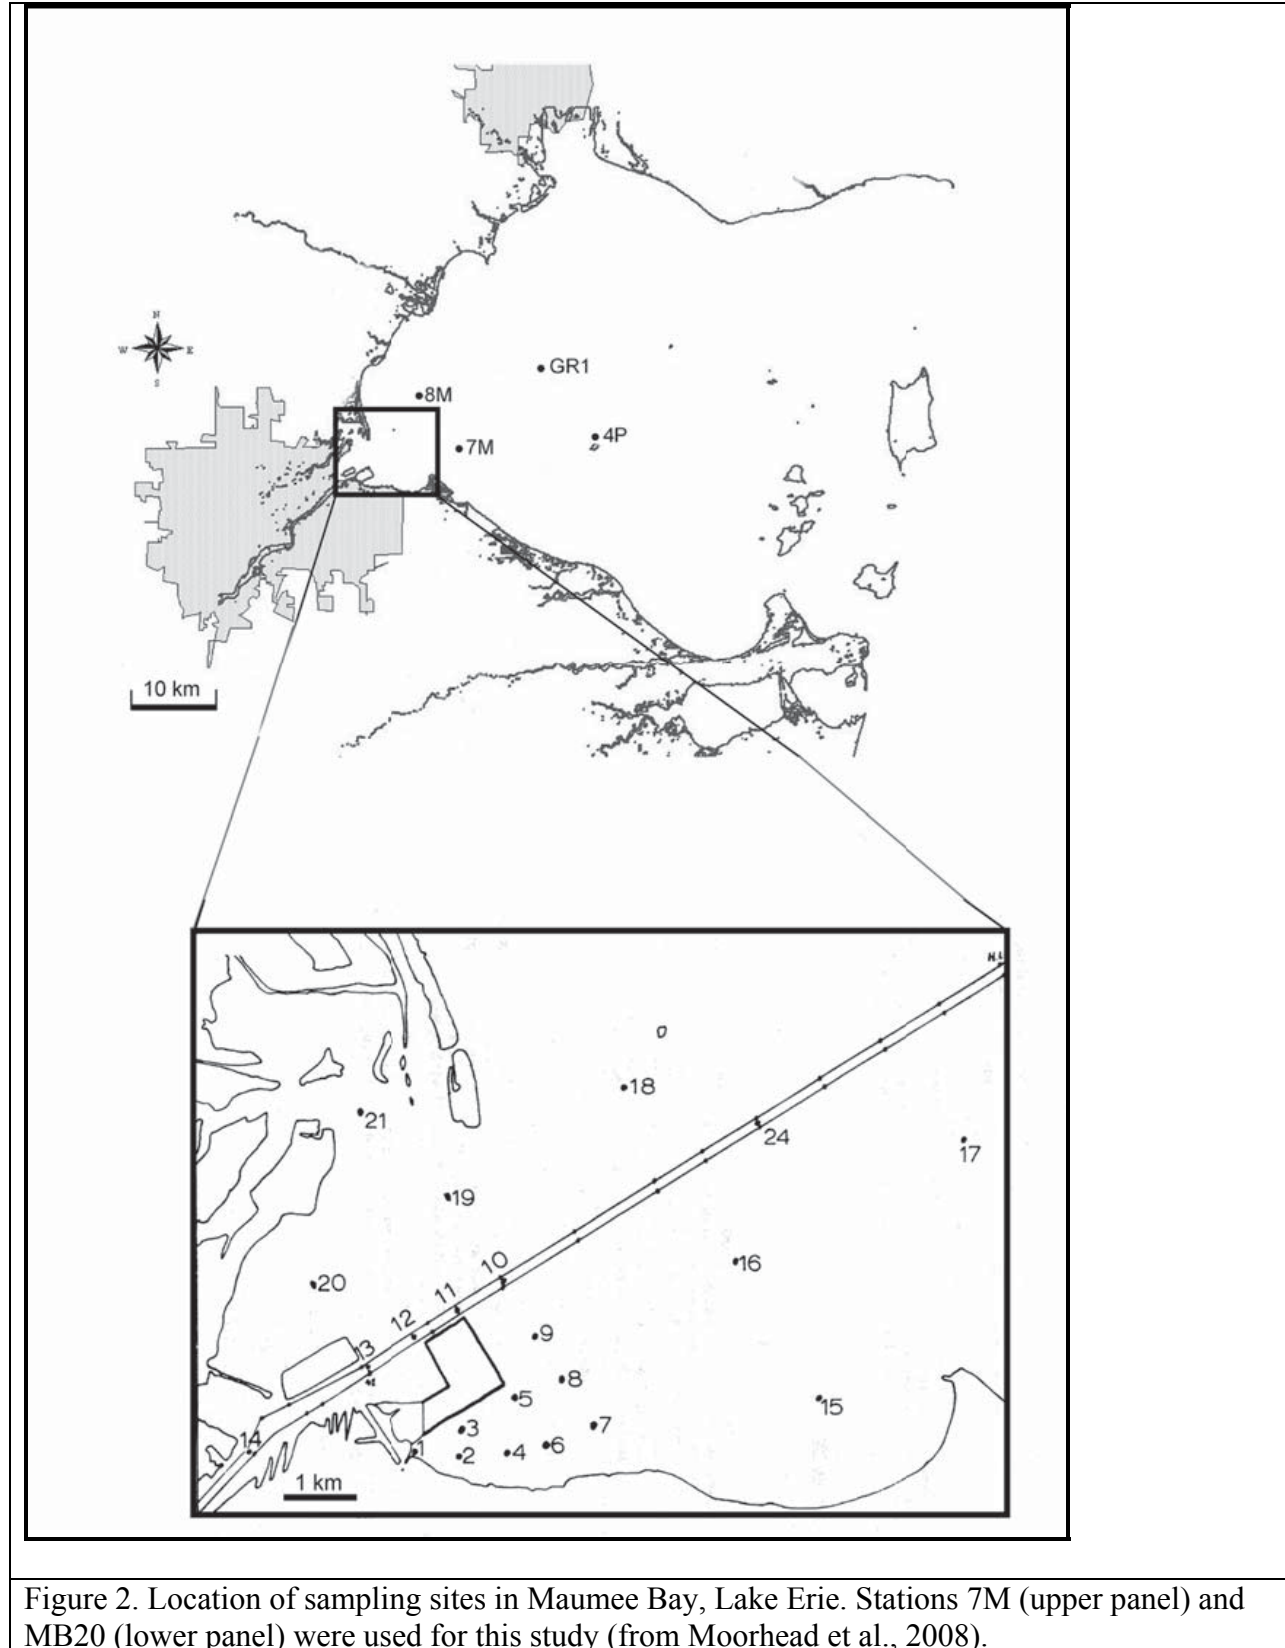 N
W E
S
GR1
8M
4P
7M
10 km
H.L
18
21
24
17
19
10
16
20
11
12
9
13
8
5
15
7
3
14
6
1
4
2
1 km
Figure 2. Location of sampling sites in Maumee Bay, Lake Erie. Stations 7M (upper panel) and
MB20 (lower panel) were used for this study (from Moorhead et al., 2008).